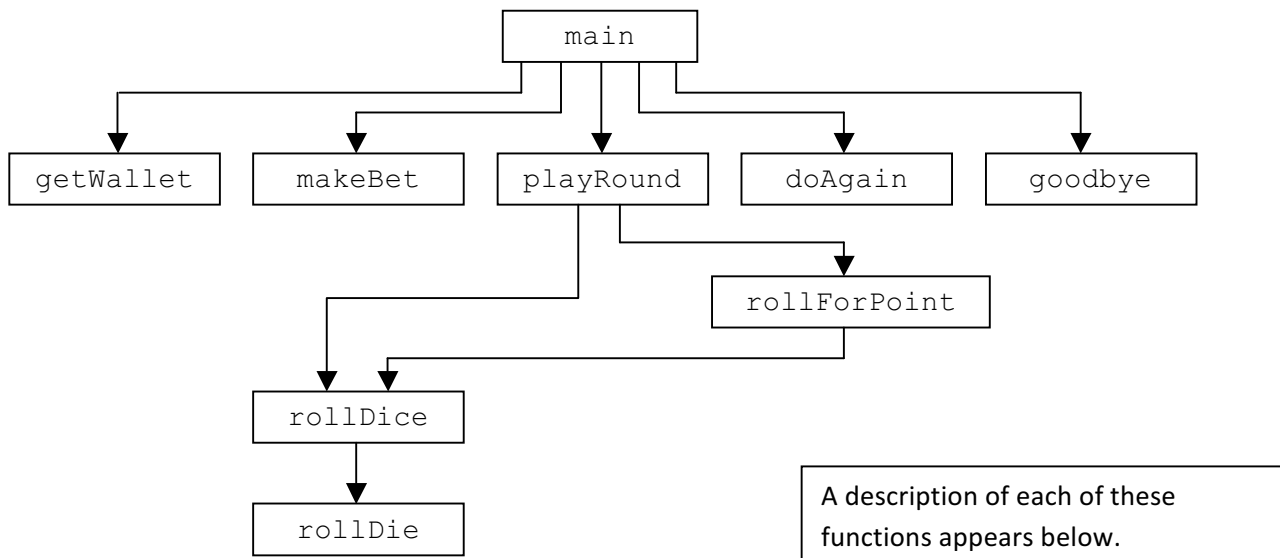 main
getWallet
makeBet
playRound
doAgain
goodbye
rollForPoint
rollDice
rollDie
A description of each of these
functions appears below.